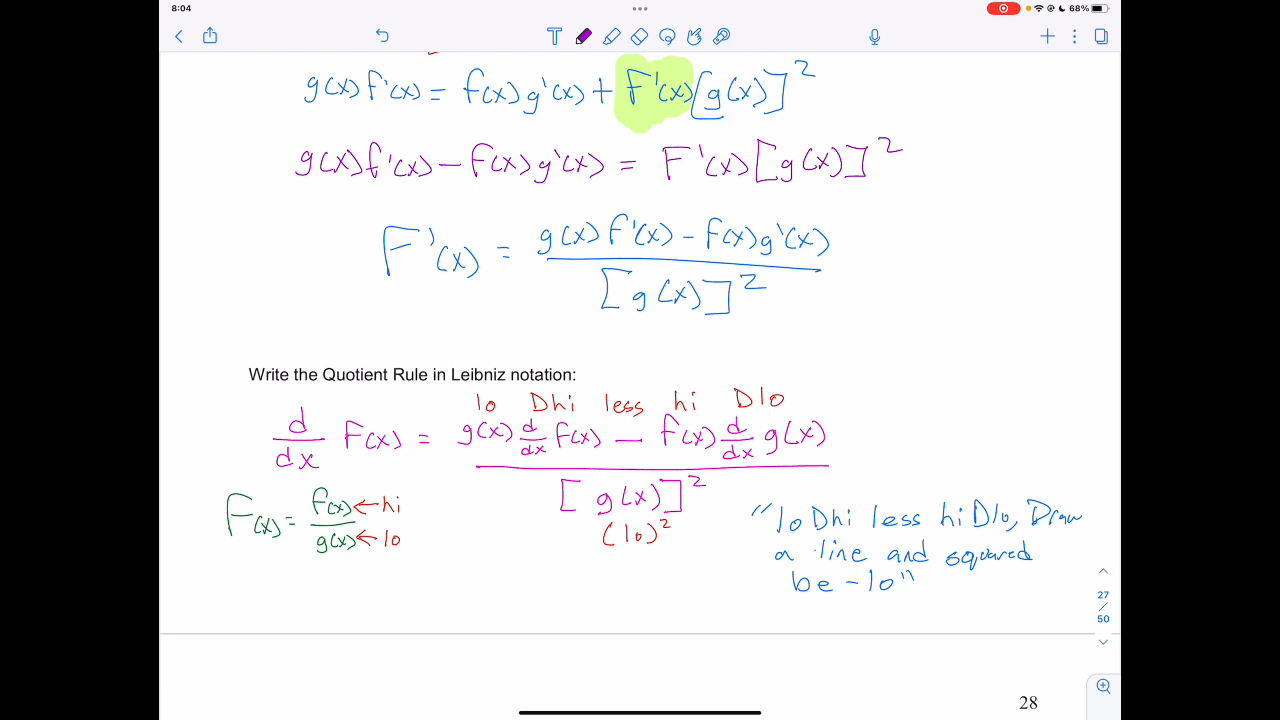 8:04
68%
g(x) f'(x) = f(x) g'(x) + F'(x) [g(x)]²
g(x) f'(x) — f(x) g'(x) = F'(x) [g(x)]²
F'(x) = g(x) f'(x) - f(x) g'(x)
[g(x)]²
Write the Quotient Rule in Leibniz notation:
lo Dhi less hi Dlo
d/dx F(x) = g(x) d/dx f(x) — f(x) d/dx g(x)
[g(x)]²
(lo)²
F(x) = f(x) ← hi
g(x) ← lo
"lo Dhi less hi Dlo, Draw
a line and squared
be - lo"
27
/
50
28